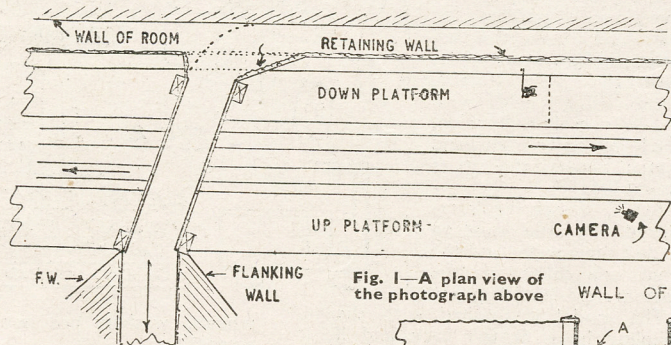 WALL OF ROOM
RETAINING WALL
DOWN PLATFORM
UP PLATFORM
CAMERA
F.W.
FLANKING
WALL
Fig. 1—A plan view of
the photograph above
WALL OF
A